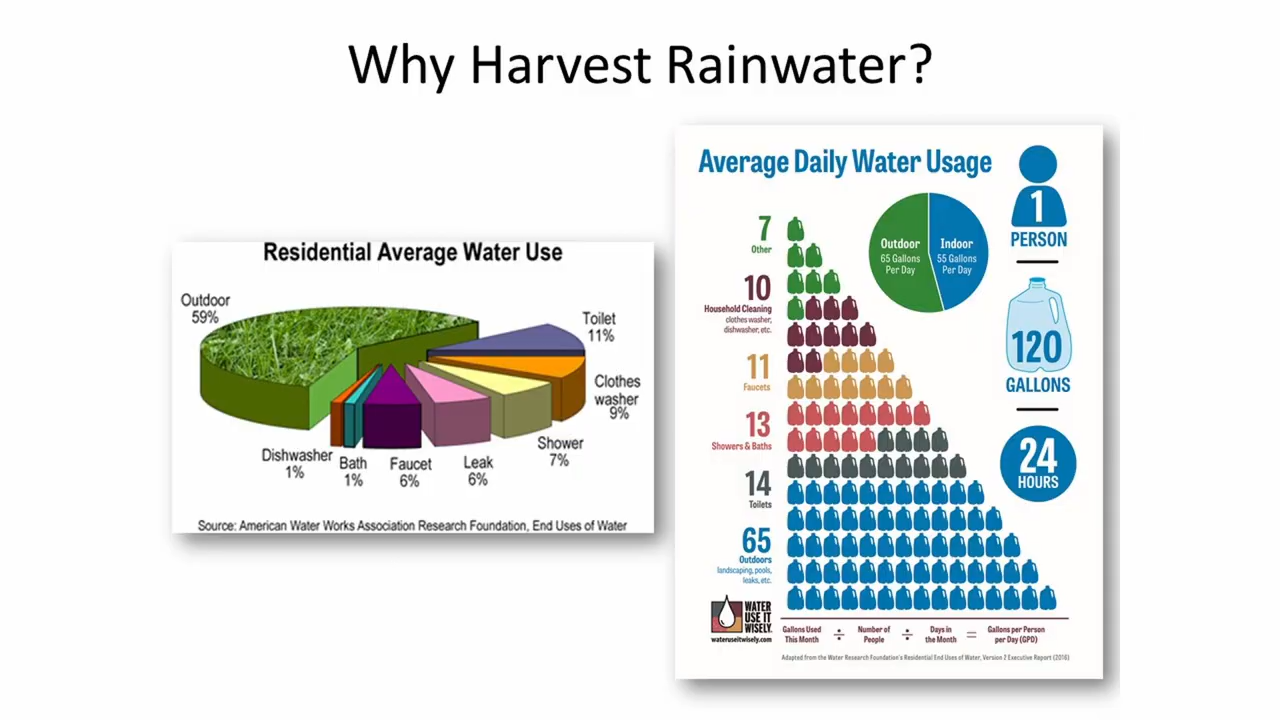 Why Harvest Rainwater?
Residential Average Water Use
Outdoor
59%
Toilet
11%
Clothes
washer
9%
Shower
7%
Leak
6%
Faucet
6%
Bath
1%
Dishwasher
1%
Source: American Water Works Association Research Foundation, End Uses of Water
Average Daily Water Usage
1
PERSON
120
GALLONS
24
HOURS
Outdoor
65 Gallons
Per Day
Indoor
55 Gallons
Per Day
7
Other
10
Household Cleaning
clothes washer,
dishwasher, etc.
11
Faucets
13
Showers & Baths
14
Toilets
65
Outdoors
landscaping, pools,
leaks, etc.
WATER
USE IT
WISELY
wateruseitwisely.com
Gallons Used
This Month
÷
Number of
People
÷
Days in
the Month
=
Gallons per Person
per Day (GPD)
Adapted from the Water Research Foundation's Residential End Uses of Water, Version 2 Executive Report (2016)